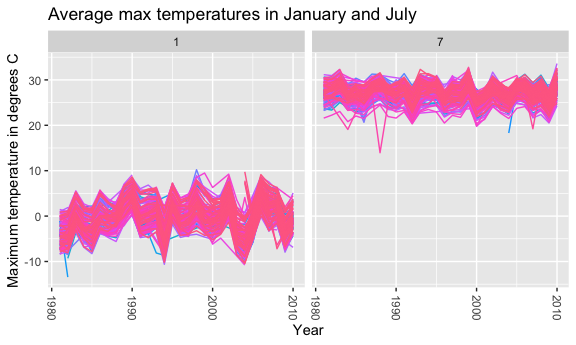 Average max temperatures in January and July
1 7
Maximum temperature in degrees C
30
20
10
0
-10
1980 1990 2000 2010 1980 1990 2000 2010
Year